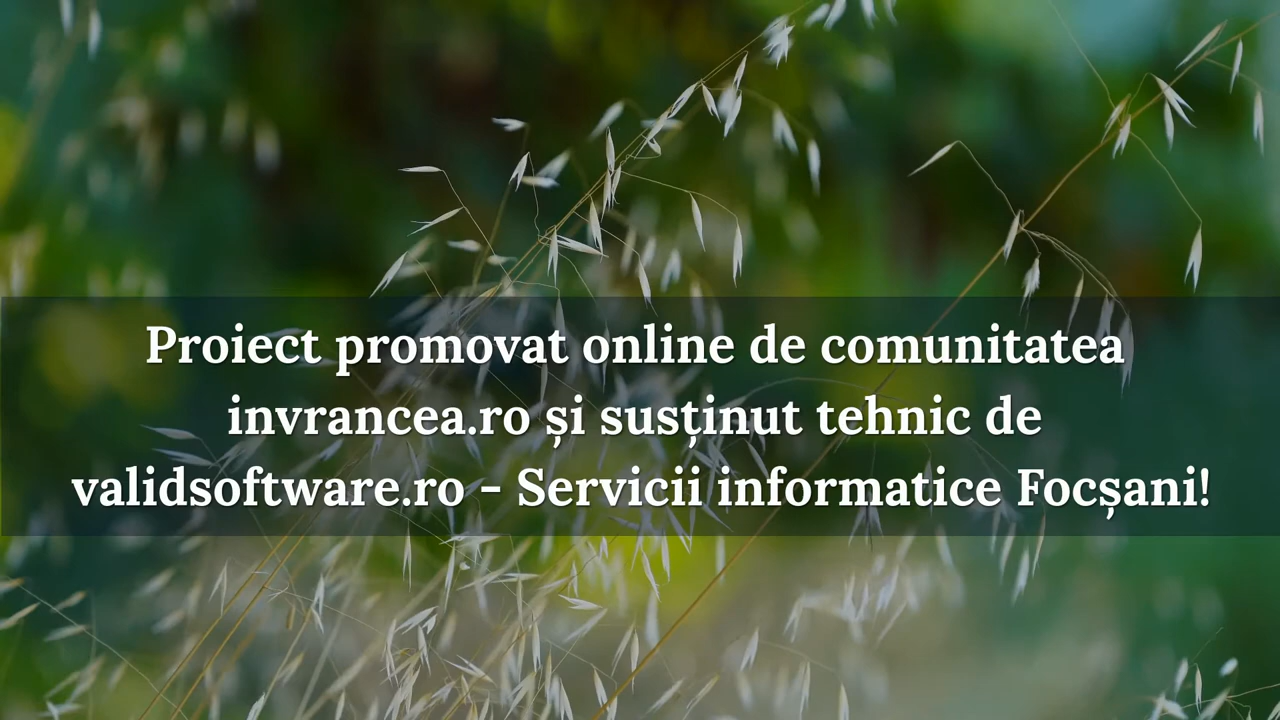 Proiect promovat online de comunitatea
invrancea.ro și susținut tehnic de
validsoftware.ro - Servicii informatice Focșani!